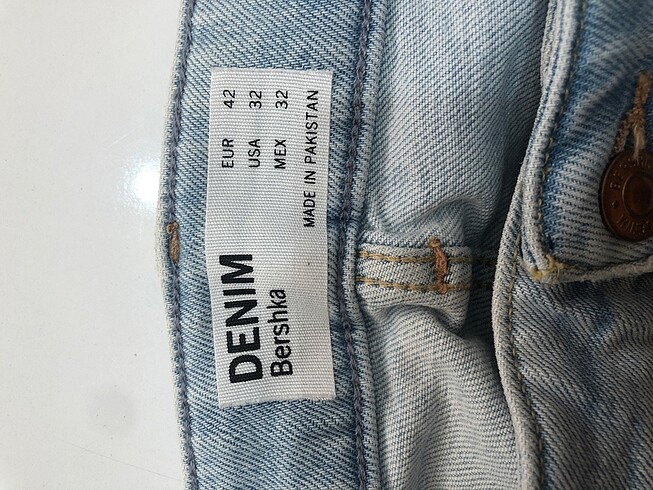 DENIM
Bershka
EUR 42
USA 32
MEX 32
MADE IN PAKISTAN